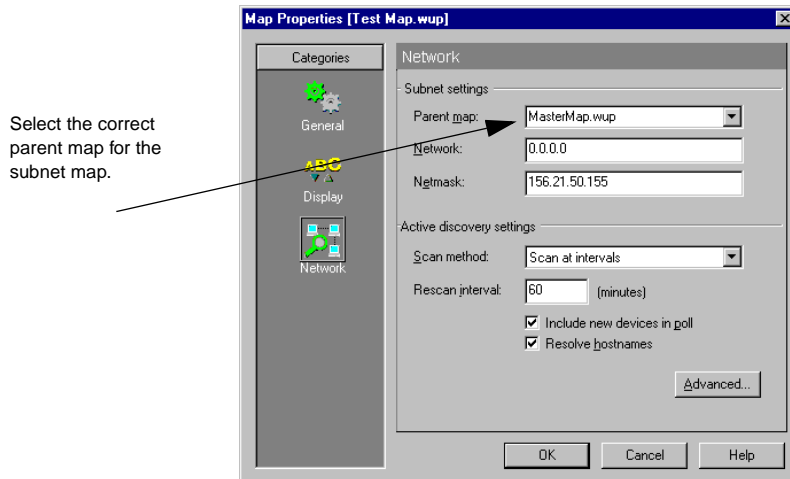 Map Properties [Test Map.wup]
Select the correct
parent map for the
subnet map.
Categories
General
ABC
Display
Network
Network
Subnet settings
Parent map: MasterMap.wup
Network: 0.0.0.0
Netmask: 156.21.50.155
Active discovery settings
Scan method: Scan at intervals
Rescan interval: 60 (minutes)
Include new devices in poll
Resolve hostnames
Advanced...
OK Cancel Help